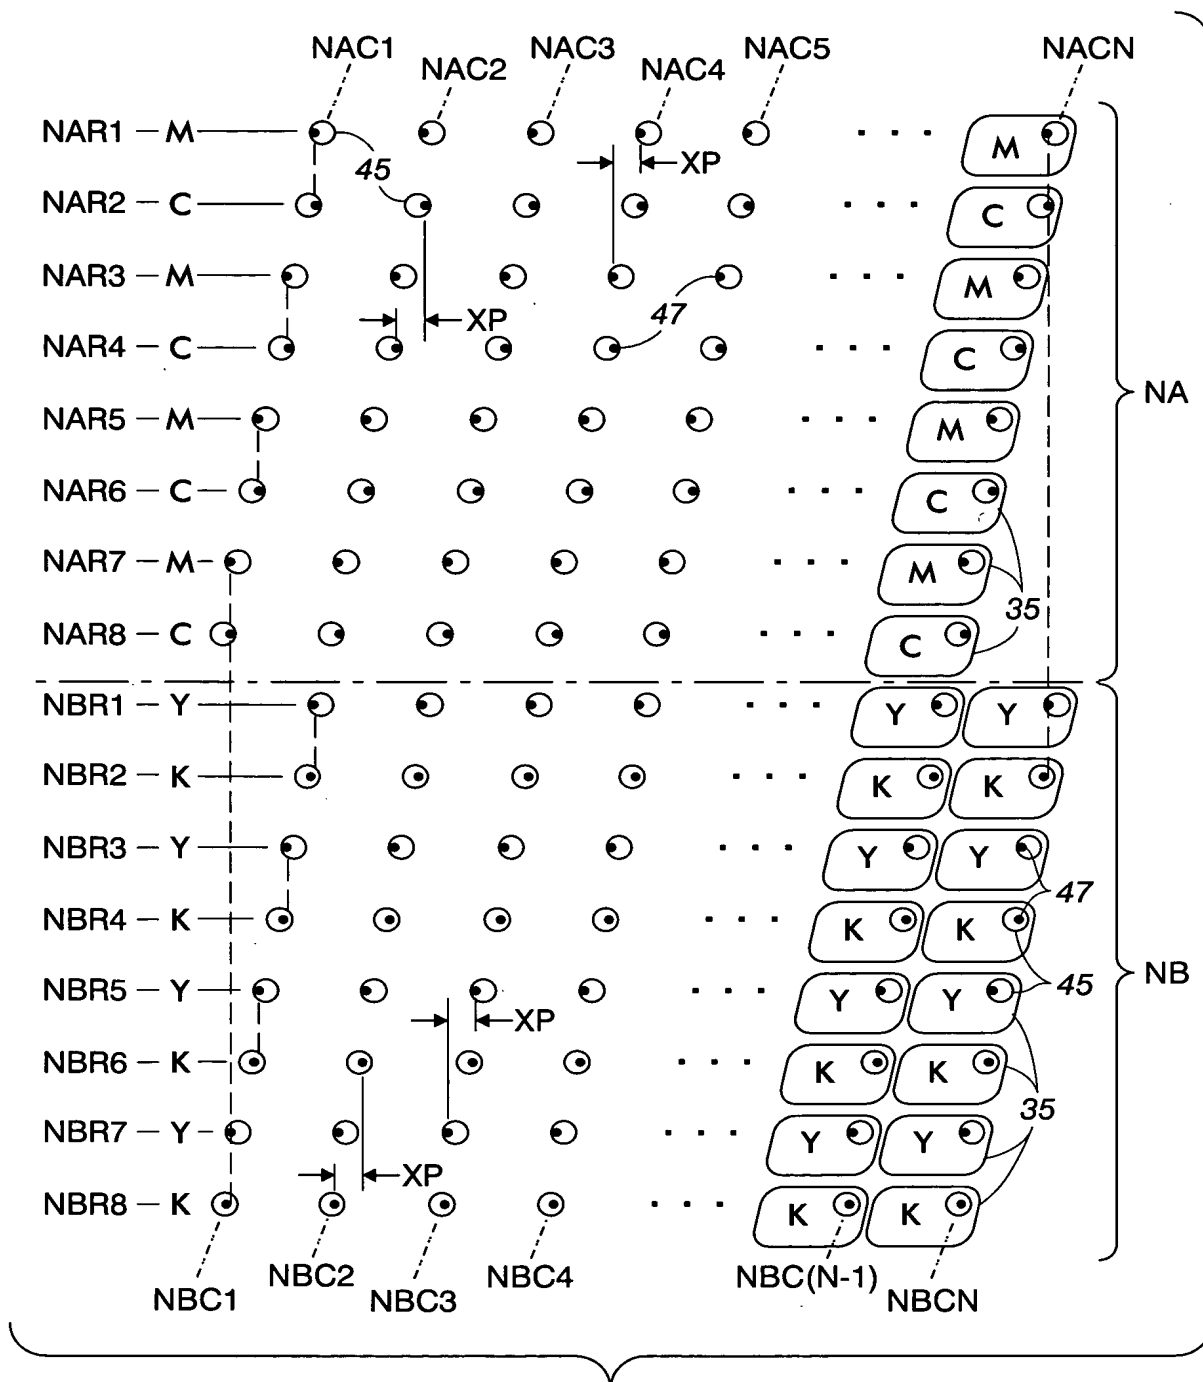 NAC1 NAC2 NAC3 NAC4 NAC5 NACN
NAR1 – M M
45 XP
NAR2 – C C
NAR3 – M M
XP 47
NAR4 – C C
NA
NAR5 – M M
NAR6 – C C
NAR7 – M M
35
NAR8 – C C
NBR1 – Y Y Y
NBR2 – K K K
NBR3 – Y Y Y
47
NBR4 – K K K
NB
45
NBR5 – Y Y Y
XP
NBR6 – K K K
35
NBR7 – Y Y Y
XP
NBR8 – K K K
NBC1 NBC2 NBC3 NBC4 NBC(N-1) NBCN